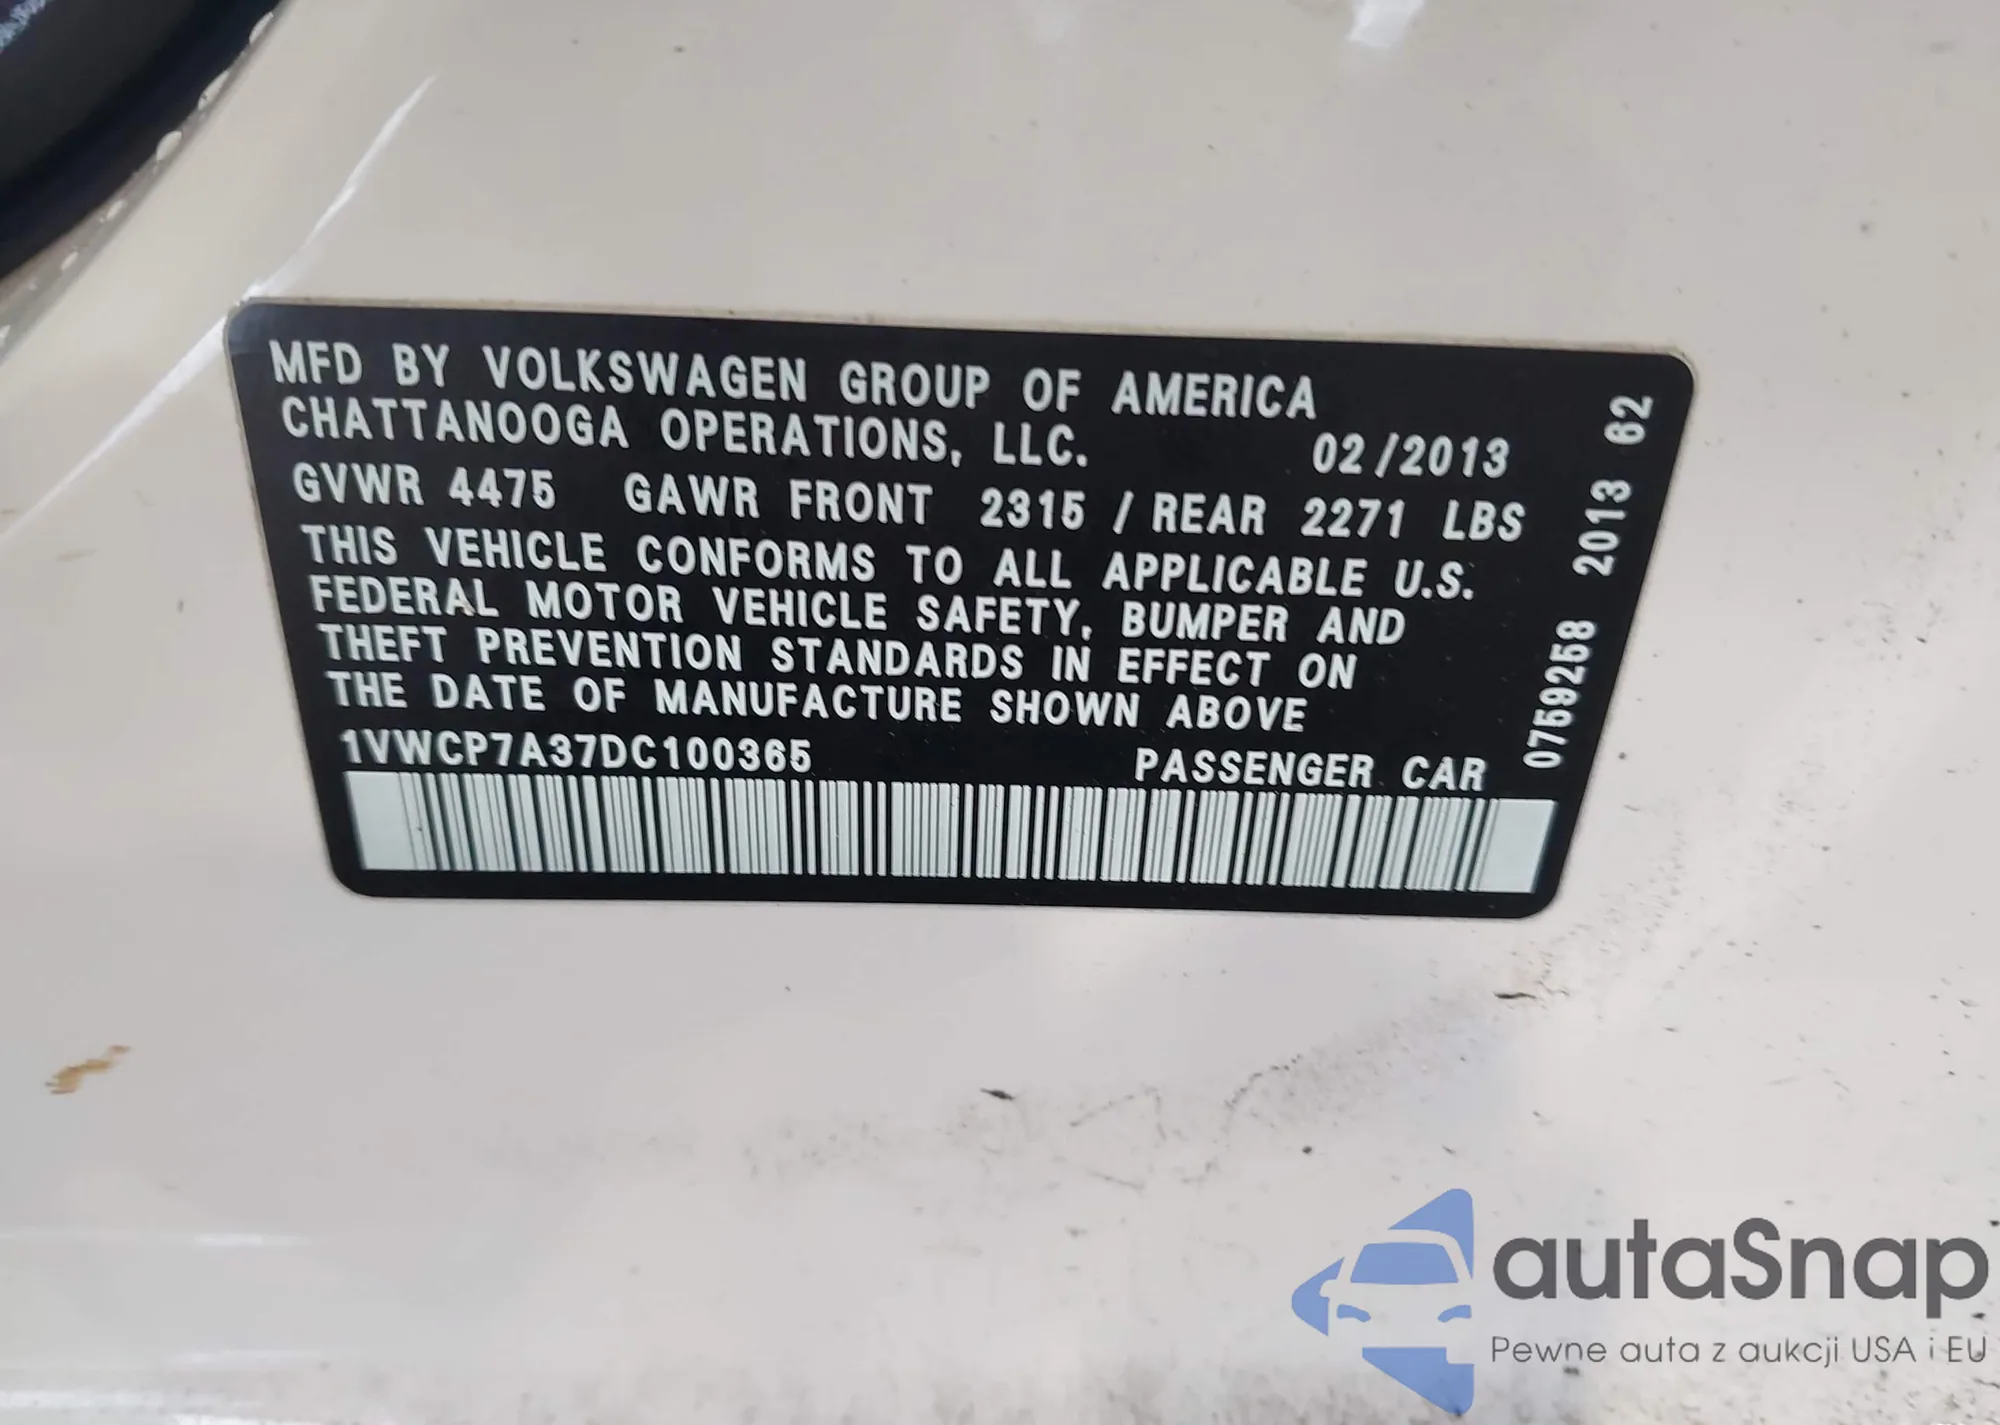 MFD BY VOLKSWAGEN GROUP OF AMERICA
CHATTANOOGA OPERATIONS, LLC. 02/2013
GVWR 4475 GAWR FRONT 2315 / REAR 2271 LBS
THIS VEHICLE CONFORMS TO ALL APPLICABLE U.S.
FEDERAL MOTOR VEHICLE SAFETY, BUMPER AND
THEFT PREVENTION STANDARDS IN EFFECT ON
THE DATE OF MANUFACTURE SHOWN ABOVE
1VWCP7A37DC100365 PASSENGER CAR
0759258 2013 62
autaSnap
Pewne auta z aukcji USA i EU